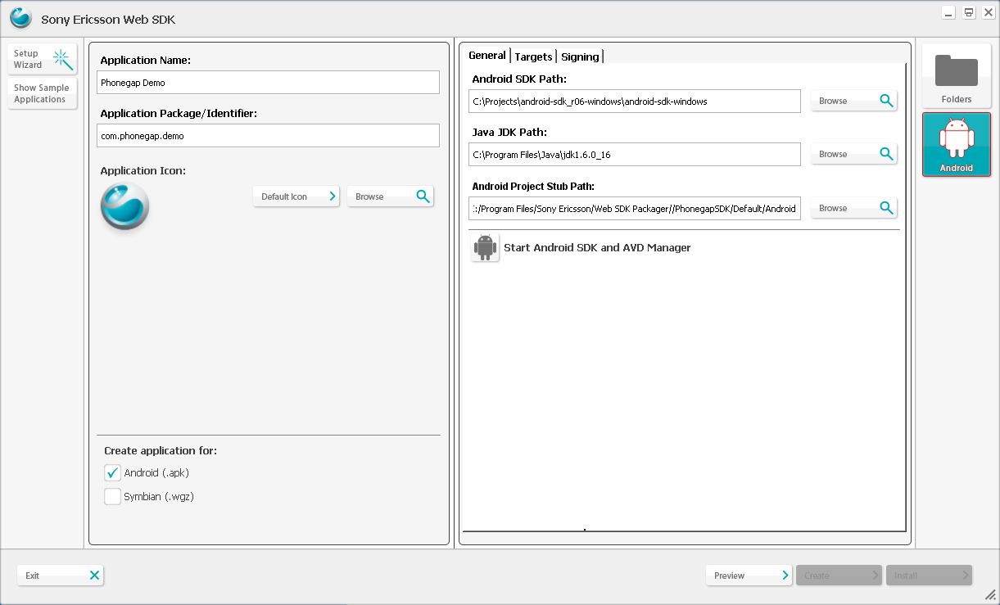 Sony Ericsson Web SDK
Setup
Wizard
Show Sample
Applications
Application Name:
Phonegap Demo
Application Package/Identifier:
com.phonegap.demo
Application Icon:
Default Icon
Browse
Create application for:
Android (.apk)
Symbian (.wgz)
General
Targets
Signing
Android SDK Path:
C:\Projects\android-sdk_r06-windows\android-sdk-windows
Browse
Java JDK Path:
C:\Program Files\Java\jdk1.6.0_16
Browse
Android Project Stub Path:
:/Program Files/Sony Ericsson/Web SDK Packager//PhonegapSDK/Default/Android
Browse
Start Android SDK and AVD Manager
Folders
Android
Exit
Preview
Create
Install